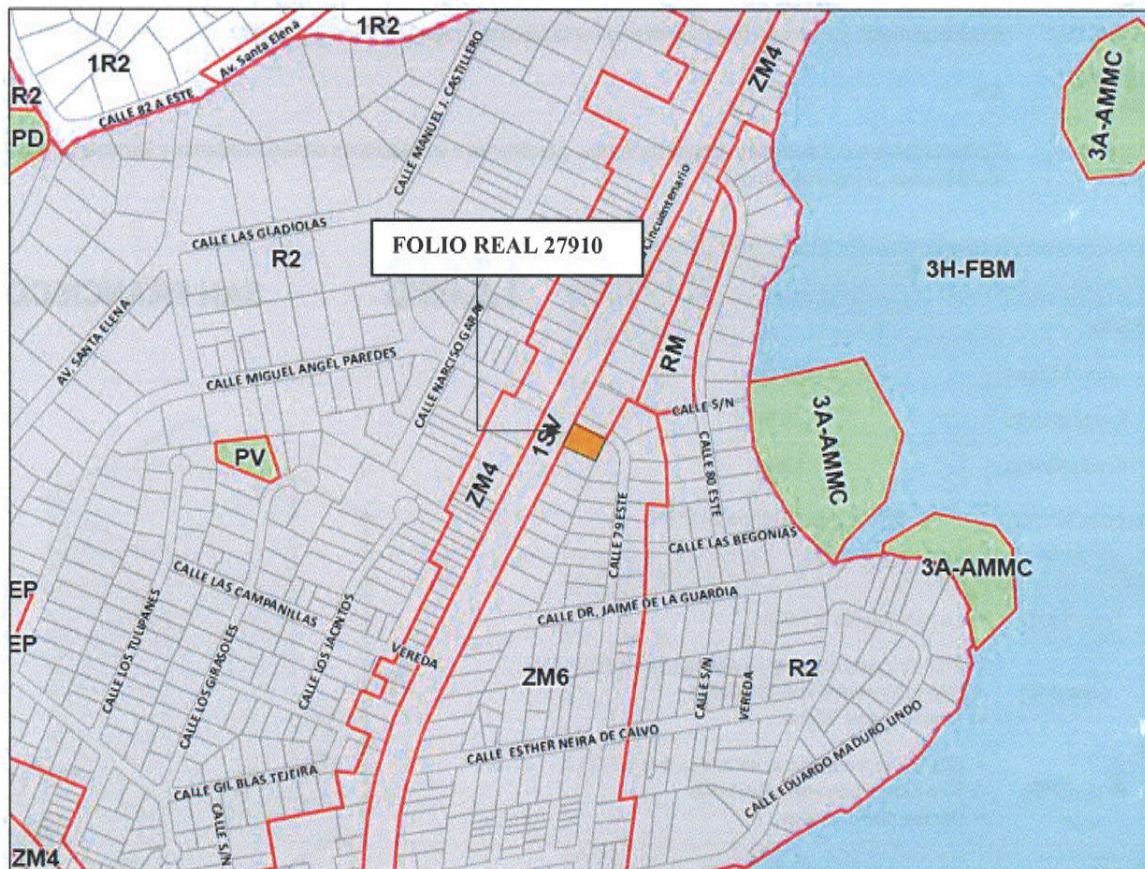 1R2
1R2
Av. Santa Elena
R2
CALLE 82 A ESTE
PD
CALLE MANUEL J. CASTILLERO
ZM4
3A-AMMC
CALLE LAS GLADIOLAS
R2
FOLIO REAL 27910
Cincuentenario
3H-FBM
AV. SANTA ELENA
CALLE MIGUEL ANGEL PAREDES
CALLE NARCISO GARAY
RM
CALLE S/N
3A-AMMC
1SV
PV
ZM4
CALLE 80 ESTE
CALLE 79 ESTE
CALLE LAS BEGONIAS
3A-AMMC
EP
CALLE LAS CAMPANILLAS
CALLE DR. JAIME DE LA GUARDIA
EP
CALLE LOS TULIPANES
CALLE LOS GIRASOLES
CALLE LOS JACINTOS
VEREDA
ZM6
CALLE S/N
VEREDA
R2
CALLE ESTHER NEIRA DE CALVO
CALLE EDUARDO MADURO LINDO
CALLE GIL BLAS TEJEIRA
CALLE S/N
ZM4